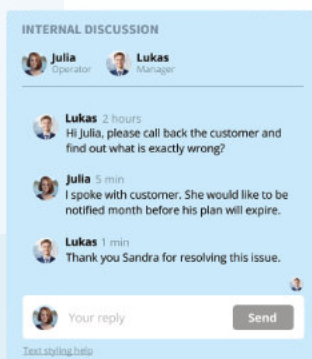 INTERNAL DISCUSSION
Julia Lukas
Operator Manager
Lukas 2 hours
Hi Julia, please call back the customer and
find out what is exactly wrong?
Julia 5 min
I spoke with customer. She would like to be
notified month before his plan will expire.
Lukas 1 min
Thank you Sandra for resolving this issue.
Your reply Send
Text styling help